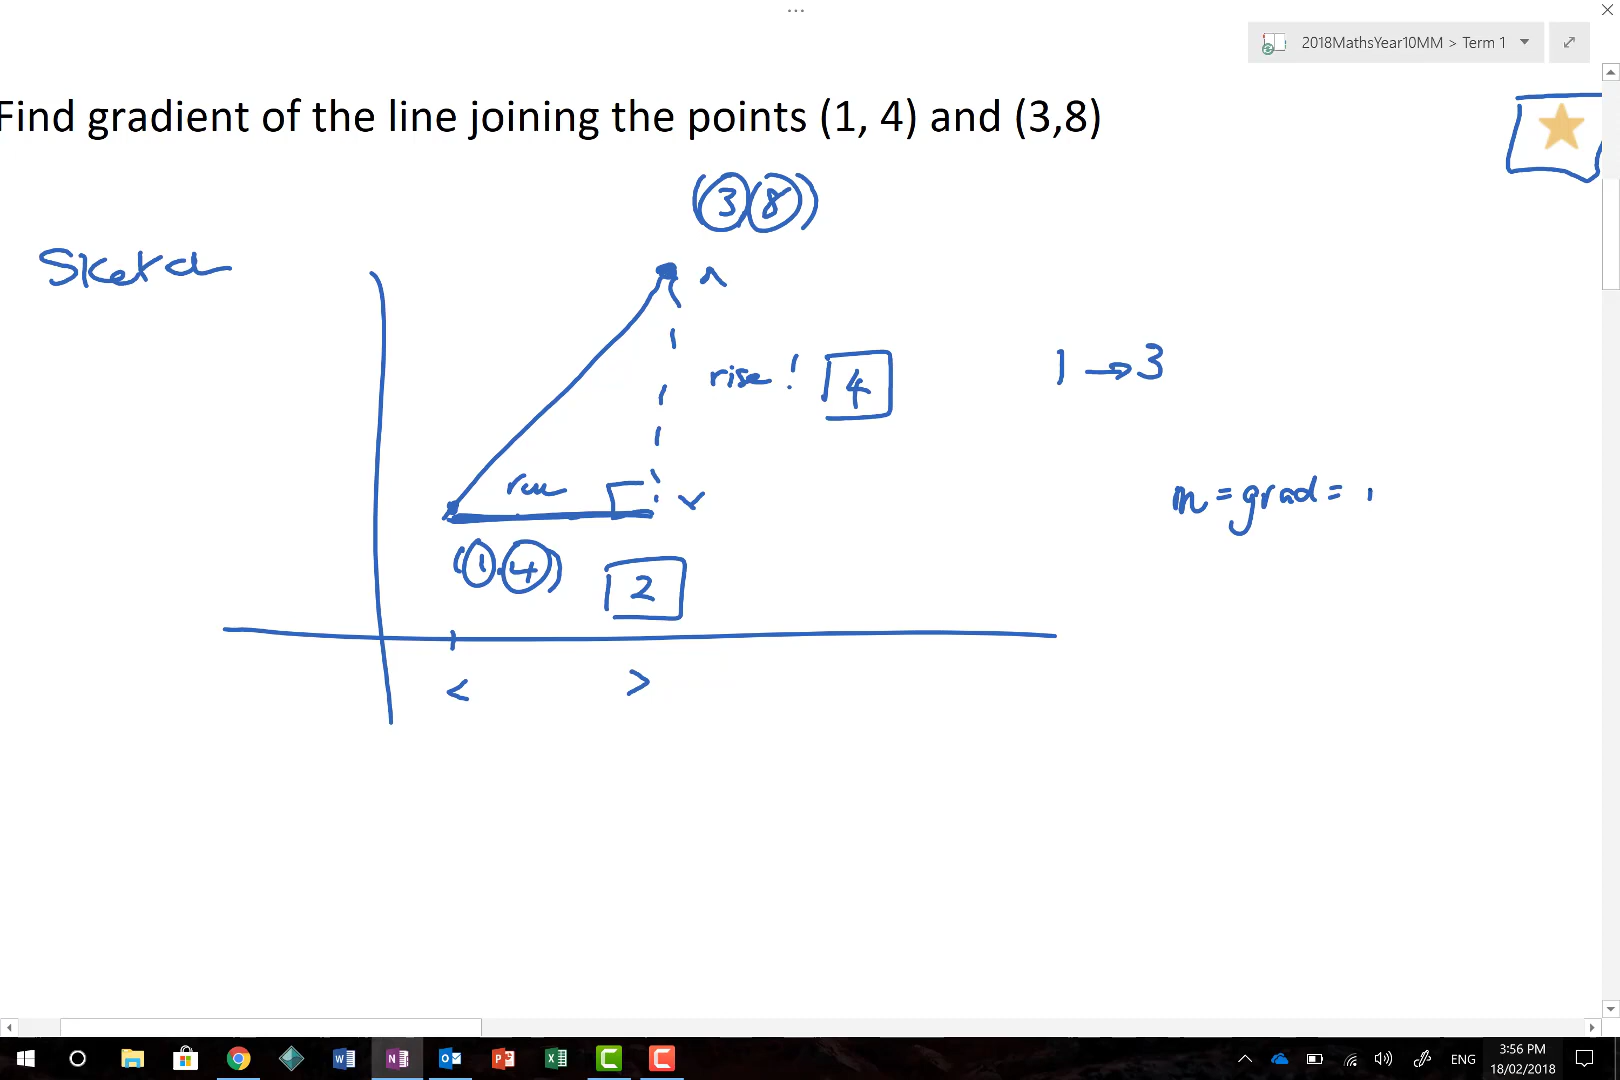 2018MathsYear10MM > Term 1
Find gradient of the line joining the points (1, 4) and (3,8)
(3 8)
Sketch
rise ! 4
1 → 3
run
m = grad =
(1,4)
2
< >
ENG
3:56 PM
18/02/2018